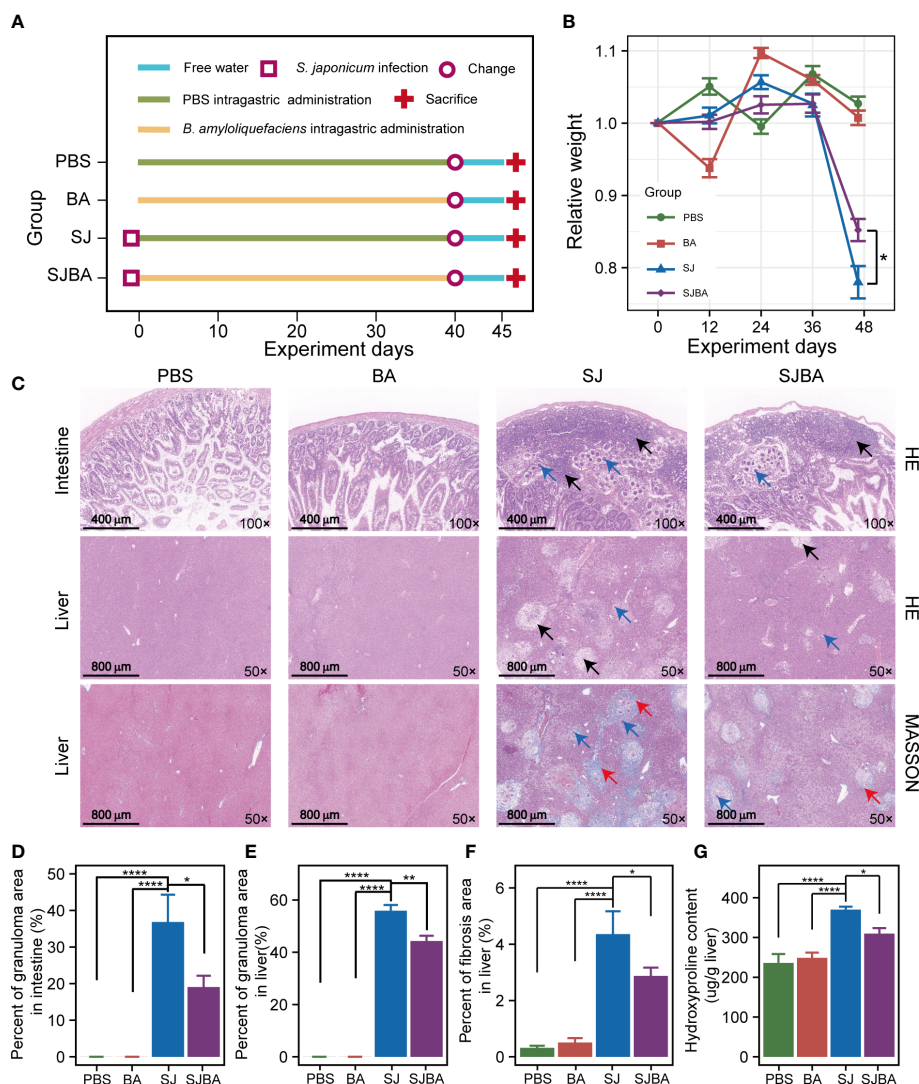 A
Free water S. japonicum infection Change
PBS intragastric administration Sacrifice
B. amyloliquefaciens intragastric administration
Group
PBS
BA
SJ
SJBA
0 10 20 30 40 45
Experiment days
B
Relative weight
1.1
1.0
0.9
0.8
Group
PBS
BA
SJ
SJBA
*
0 12 24 36 48
Experiment days
C
PBS BA SJ SJBA
Intestine
400 µm 100× 400 µm 100× 400 µm 100× 400 µm 100×
HE
Liver
800 µm 50× 800 µm 50× 800 µm 50× 800 µm 50×
HE
Liver
800 µm 50× 800 µm 50× 800 µm 50× 800 µm 50×
MASSON
D
Percent of granuloma area
in intestine (%)
50
40
30
20
10
0
****
**** *
PBS BA SJ SJBA
E
Percent of granuloma area
in liver(%)
60
40
20
0
****
**** **
PBS BA SJ SJBA
F
Percent of fibrosis area
in liver (%)
6
4
2
0
****
**** *
PBS BA SJ SJBA
G
Hydroxyproline content
(ug/g liver)
400
300
200
100
0
****
**** *
PBS BA SJ SJBA